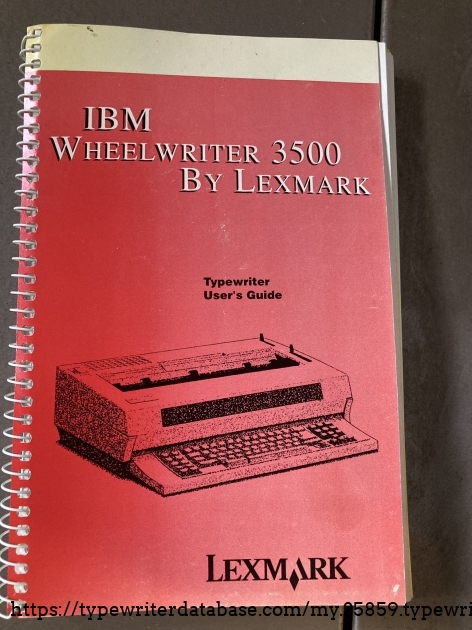 IBM
WHEELWRITER 3500
BY LEXMARK
Typewriter
User's Guide
LEXMARK
https://typewriterdatabase.com/my.05859.typewri